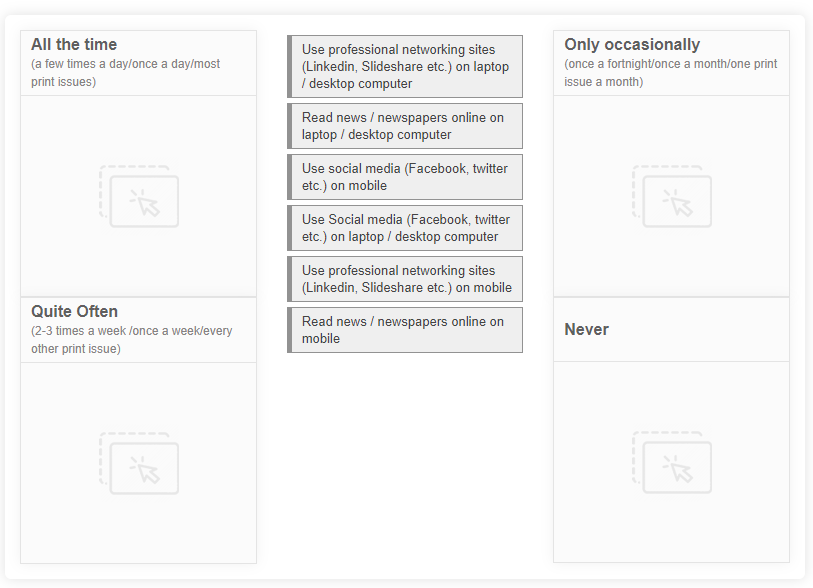 All the time
(a few times a day/once a day/most
print issues)
Quite Often
(2-3 times a week /once a week/every
other print issue)
Use professional networking sites
(Linkedin, Slideshare etc.) on laptop
/ desktop computer
Read news / newspapers online on
laptop / desktop computer
Use social media (Facebook, twitter
etc.) on mobile
Use Social media (Facebook, twitter
etc.) on laptop / desktop computer
Use professional networking sites
(Linkedin, Slideshare etc.) on mobile
Read news / newspapers online on
mobile
Only occasionally
(once a fortnight/once a month/one print
issue a month)
Never